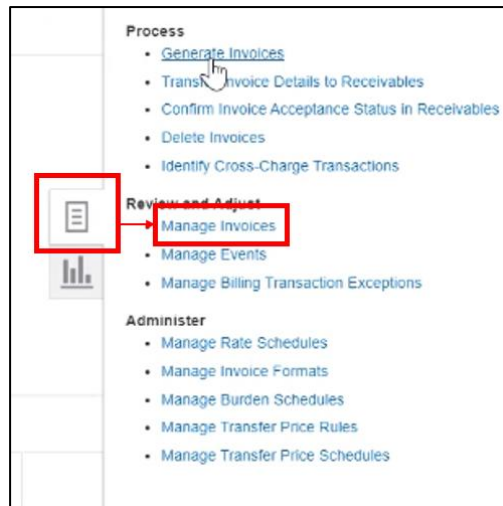 Process
Generate Invoices
Invoice Details to Receivables
Confirm Invoice Acceptance Status in Receivables
Delete Invoices
Identify Cross-Charge Transactions
Review and Adjust
Manage Invoices
Manage Events
Manage Billing Transaction Exceptions
Administer
Manage Rate Schedules
Manage Invoice Formats
Manage Burden Schedules
Manage Transfer Price Rules
Manage Transfer Price Schedules